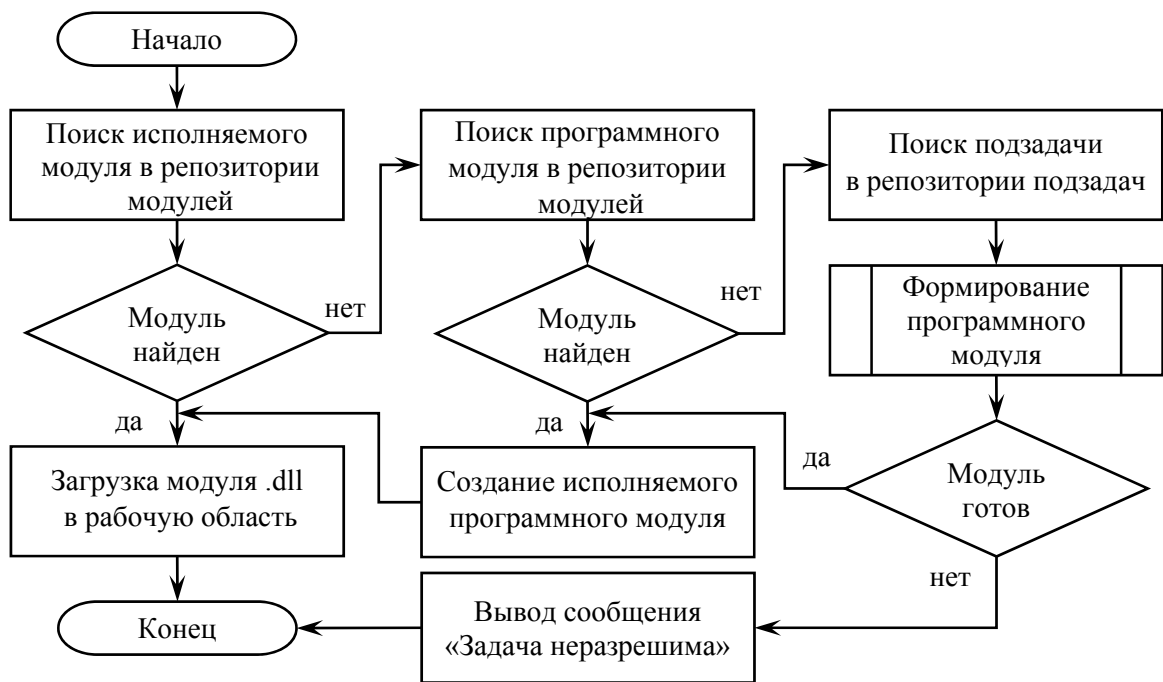 Начало
Поиск исполняемого
модуля в репозитории
модулей
Модуль
найден
нет
да
Загрузка модуля .dll
в рабочую область
Конец
Поиск программного
модуля в репозитории
модулей
Модуль
найден
нет
да
Создание исполняемого
программного модуля
Вывод сообщения
«Задача неразрешима»
Поиск подзадачи
в репозитории подзадач
Формирование
программного
модуля
Модуль
готов
да
нет